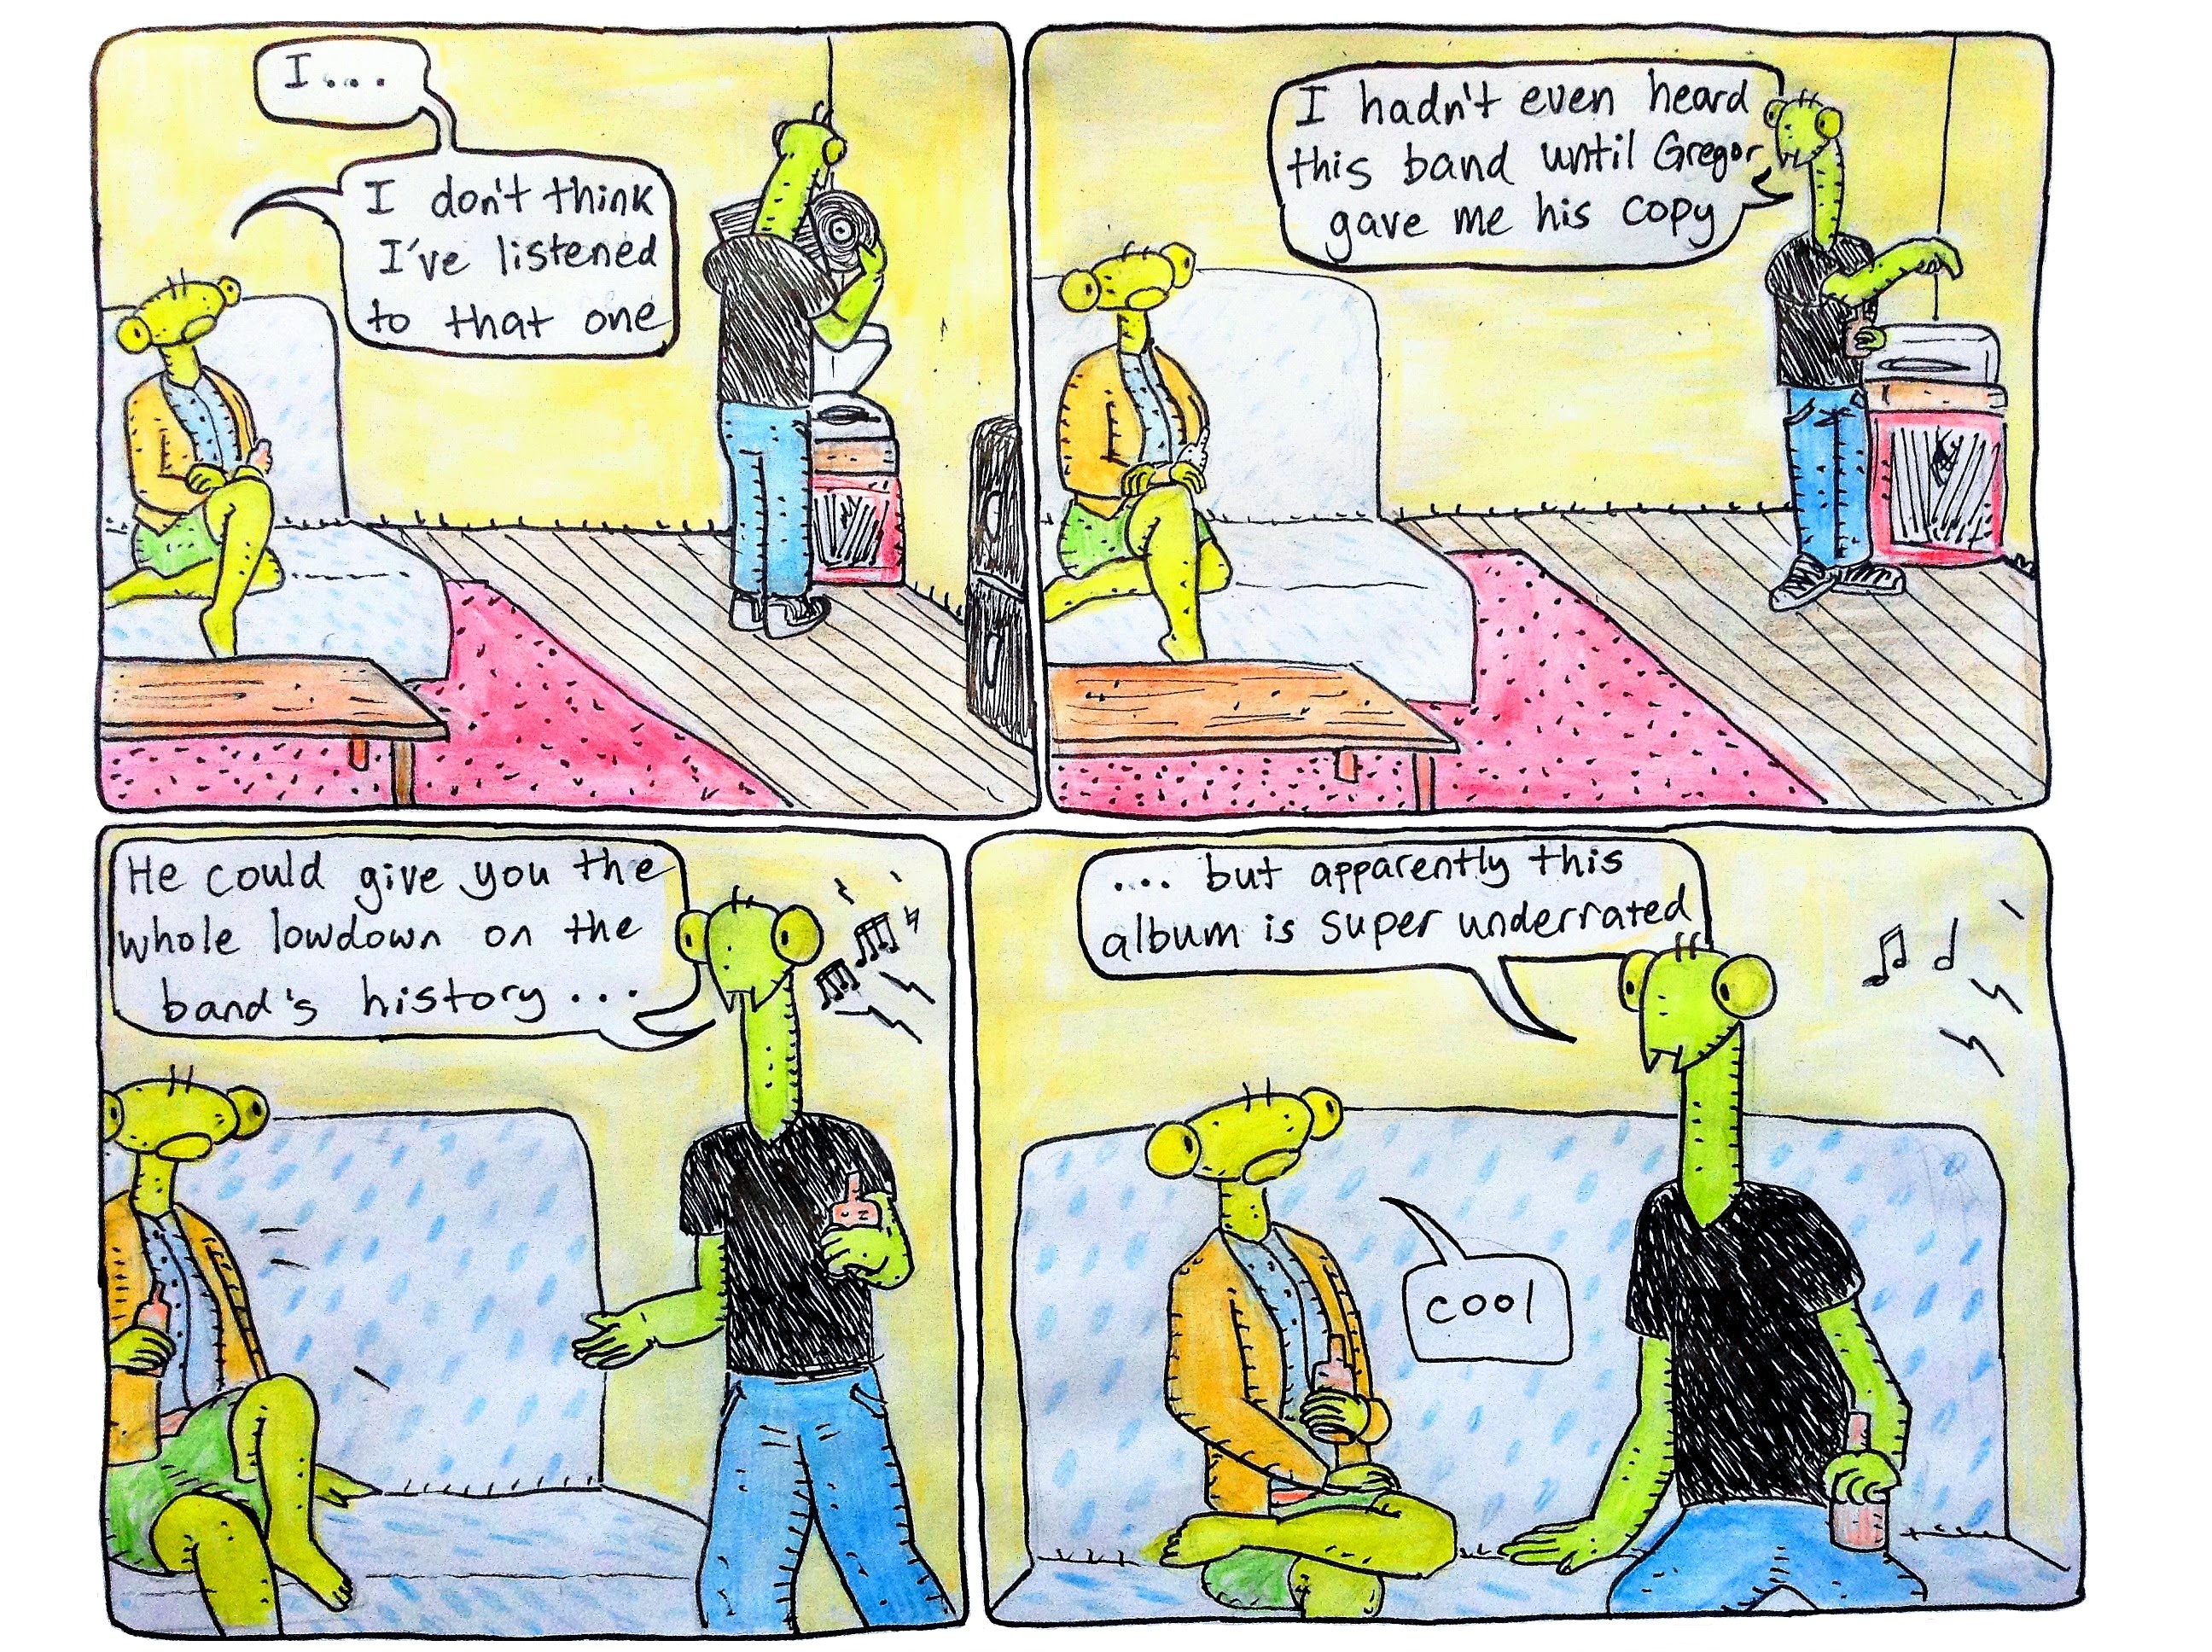 I...
I don't think
I've listened
to that one
I hadn't even heard
this band until Gregor
gave me his copy
He could give you the
whole lowdown on the
band's history...
.... but apparently this
album is super underrated
cool